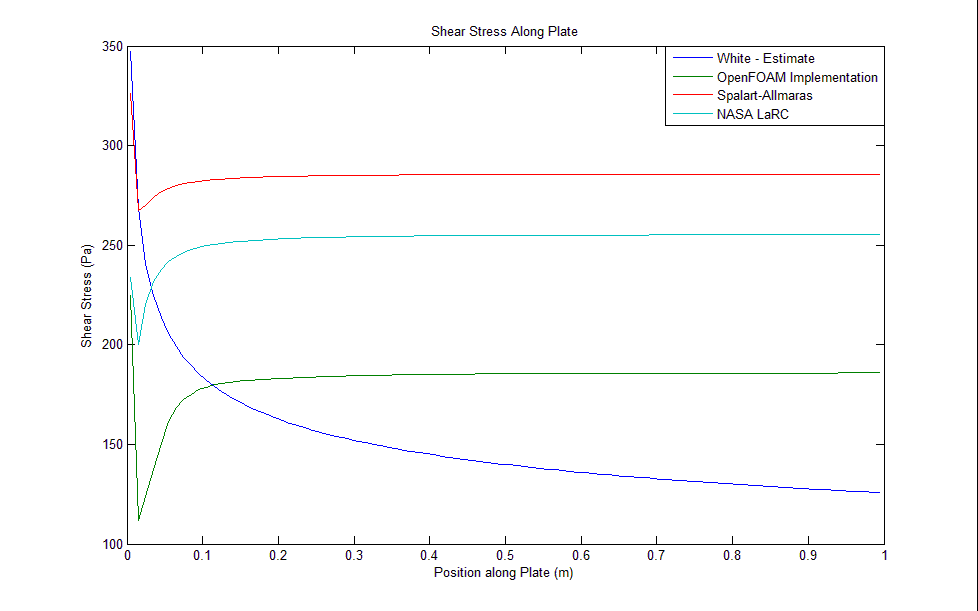 Shear Stress Along Plate
350
300
250
200
150
100
Shear Stress (Pa)
White - Estimate
OpenFOAM Implementation
Spalart-Allmaras
NASA LaRC
0 0.1 0.2 0.3 0.4 0.5 0.6 0.7 0.8 0.9 1
Position along Plate (m)